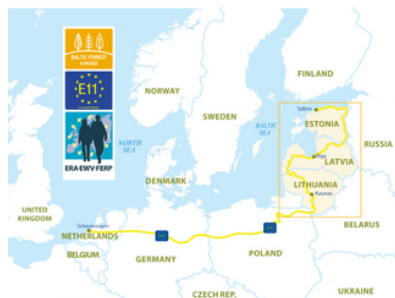 BALTIC FOREST
HIKING
E11
ERA-EWV-FERP
NORWAY
SWEDEN
FINLAND
Tallinn
ESTONIA
RUSSIA
BALTIC
SEA
NORTH
SEA
Riga
LATVIA
DENMARK
LITHUANIA
Kaunas
UNITED
KINGDOM
Scheveningen
NETHERLANDS
BELARUS
BELGIUM
GERMANY
POLAND
CZECH REP.
UKRAINE